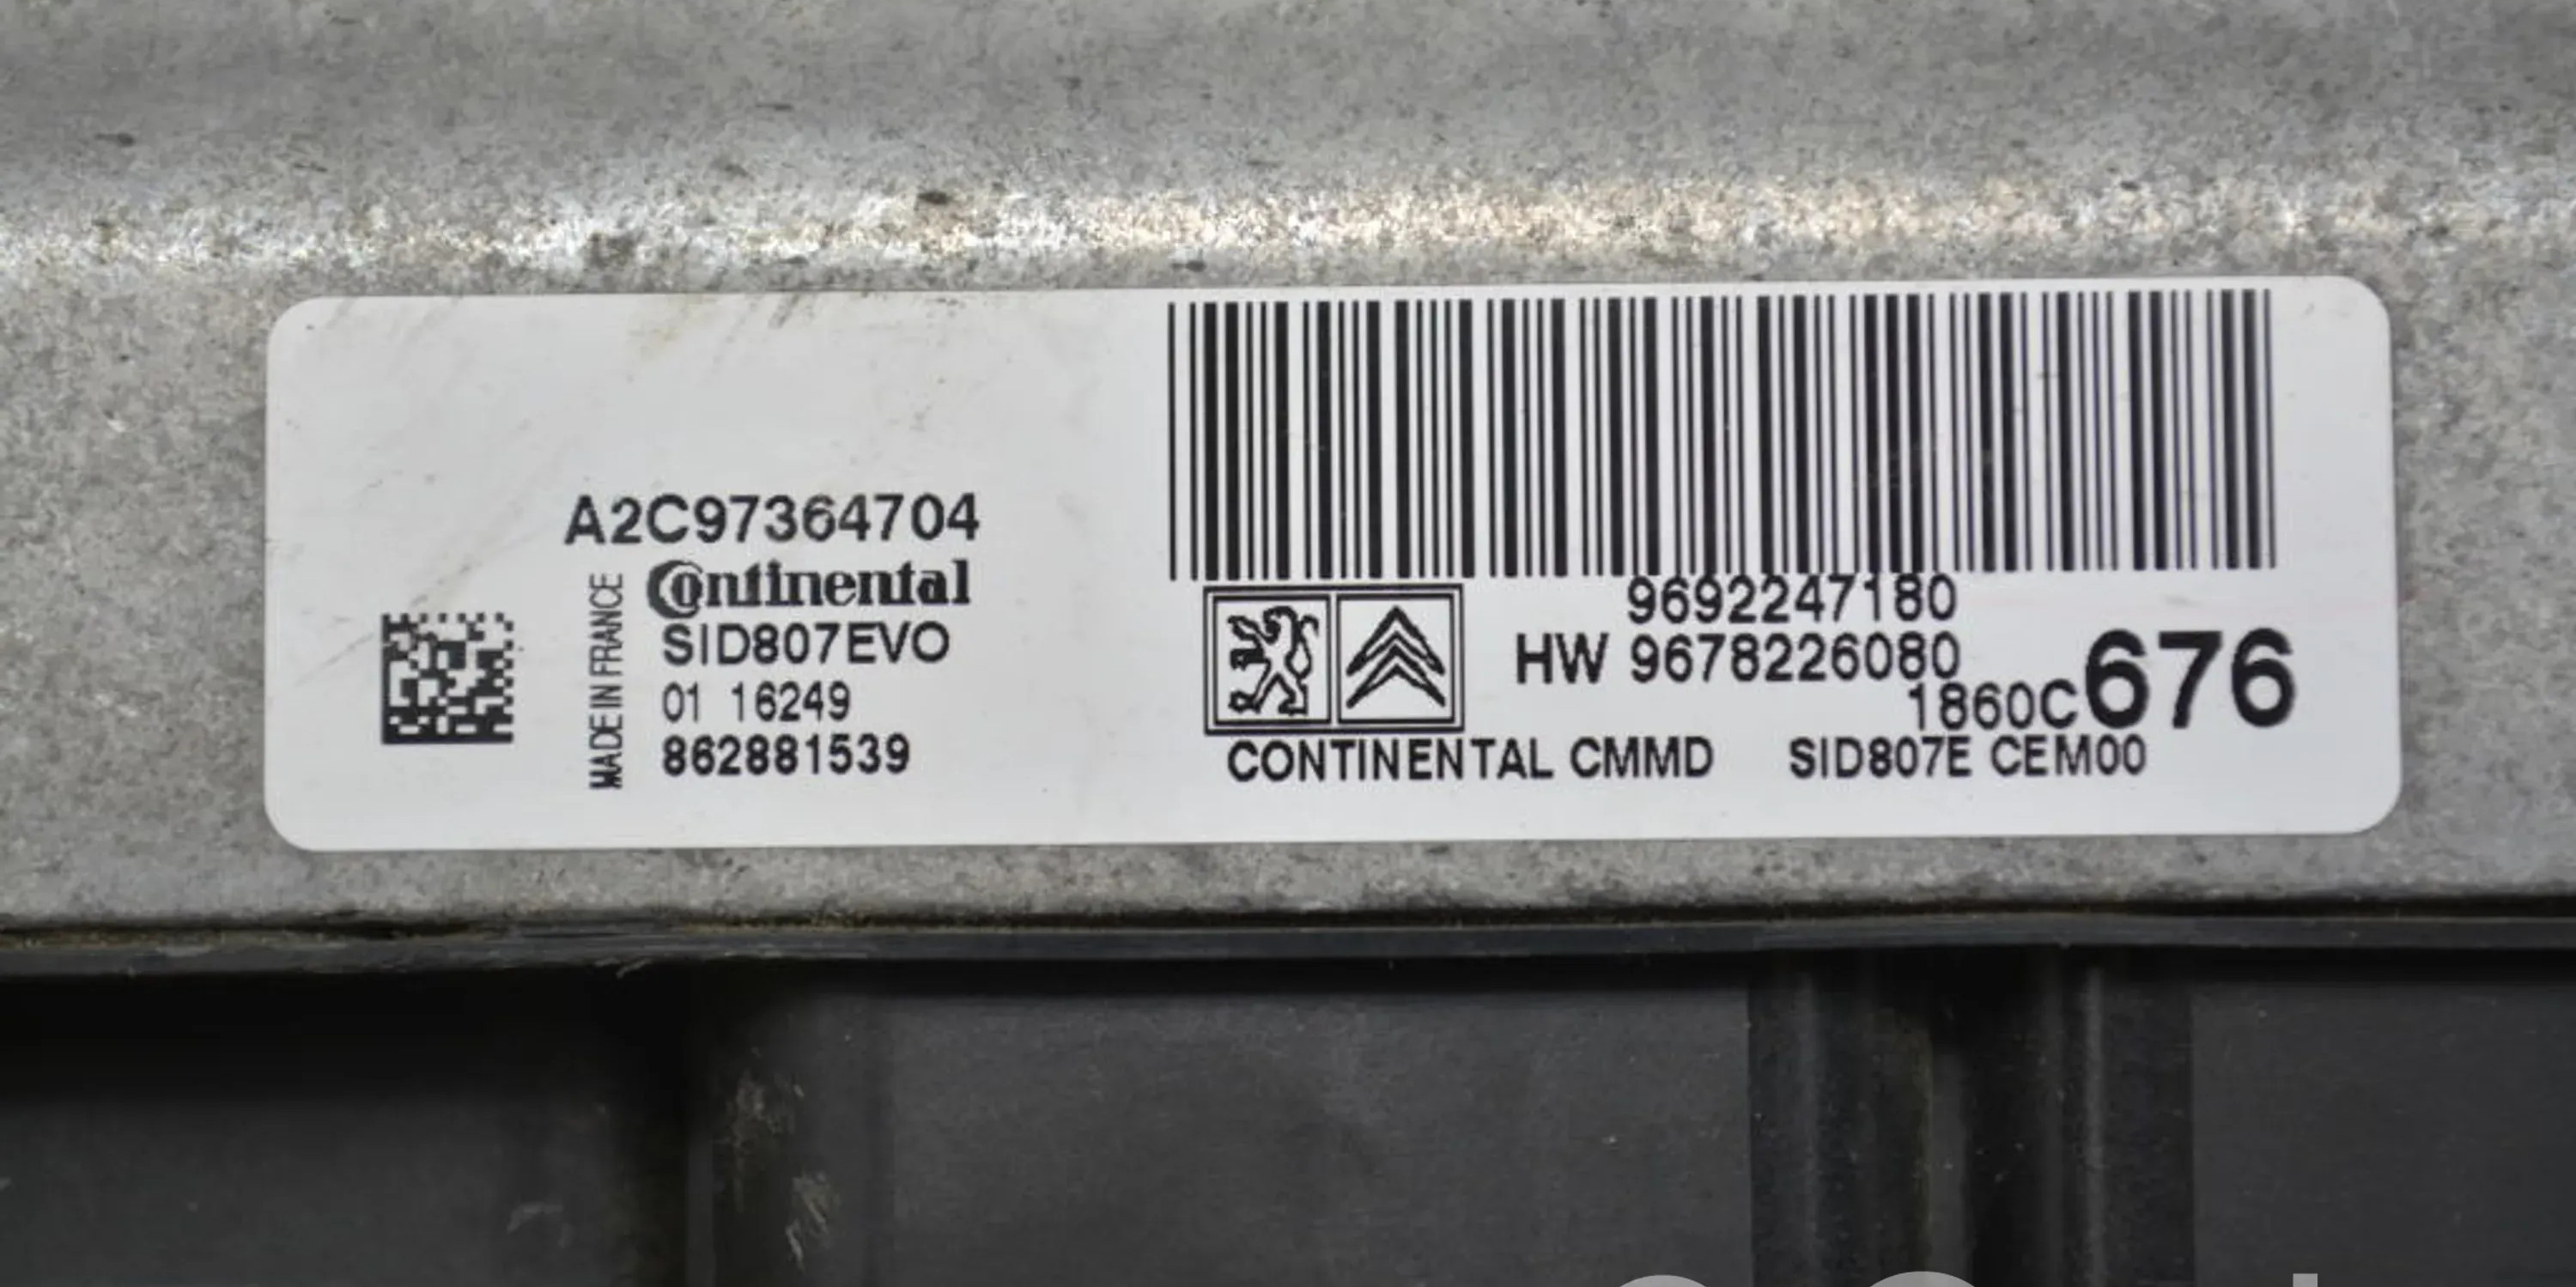 A2C97364704
Continental
MADE IN FRANCE
SID807EVO
01 16249
862881539
9692247180
HW 9678226080
1860C676
CONTINENTAL CMMD SID807E CEM00